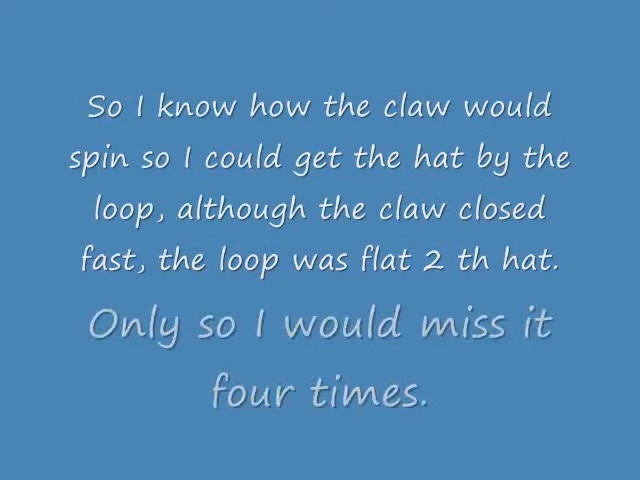 So I know how the claw would
spin so I could get the hat by the
loop, although the claw closed
fast, the loop was flat 2 th hat.
Only so I would miss it
four times.